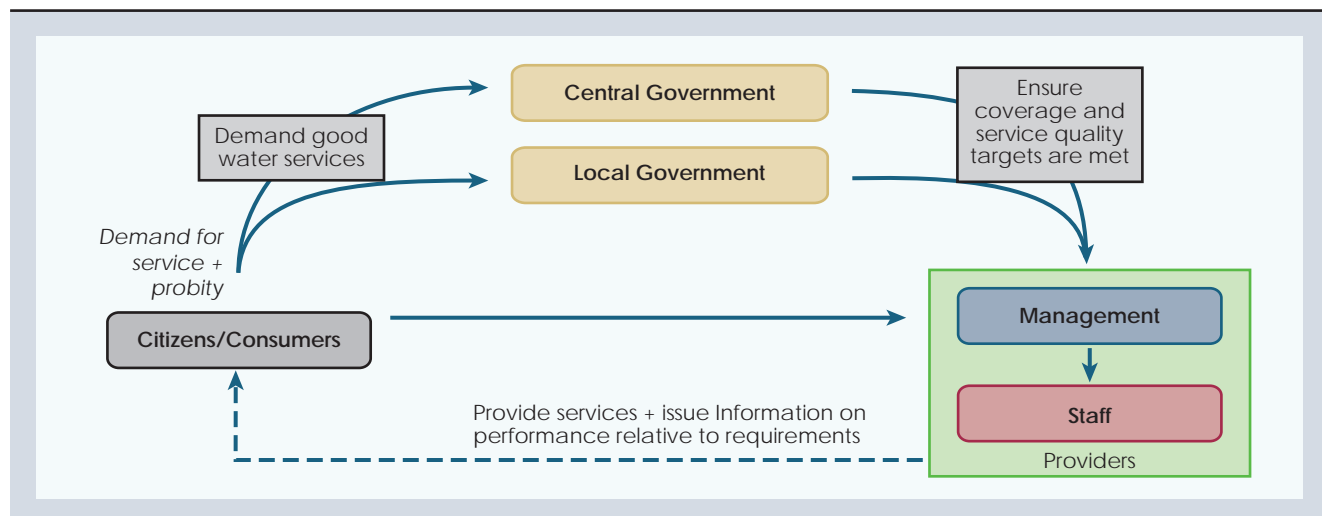 Central Government
Ensure
coverage and
service quality
targets are met
Demand good
water services
Local Government
Demand for
service +
probity
Citizens/Consumers
Management
Staff
Providers
Provide services + issue Information on
performance relative to requirements